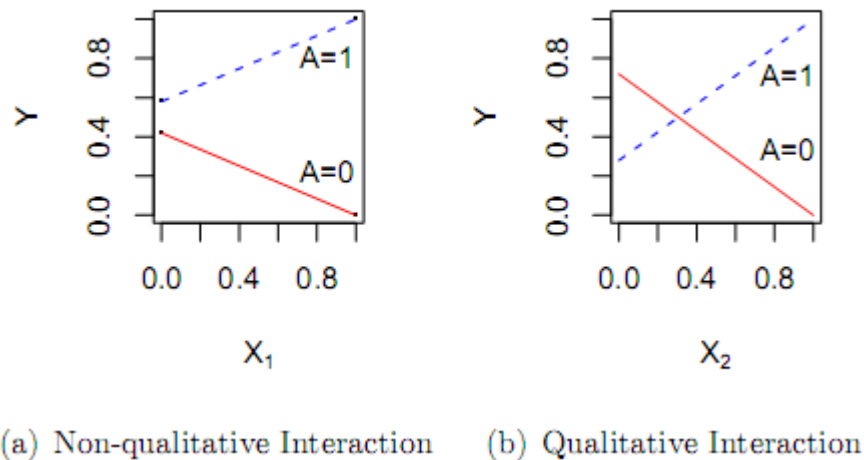 0.8
0.4
0.0
Y
A=1
A=0
0.0 0.4 0.8
X₁
(a) Non-qualitative Interaction
0.8
0.4
0.0
Y
A=1
A=0
0.0 0.4 0.8
X₂
(b) Qualitative Interaction